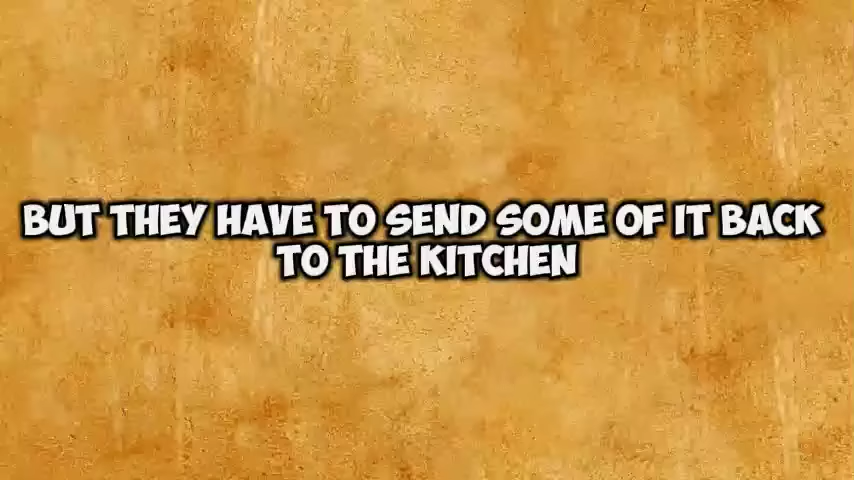 BUT THEY HAVE TO SEND SOME OF IT BACK
TO THE KITCHEN